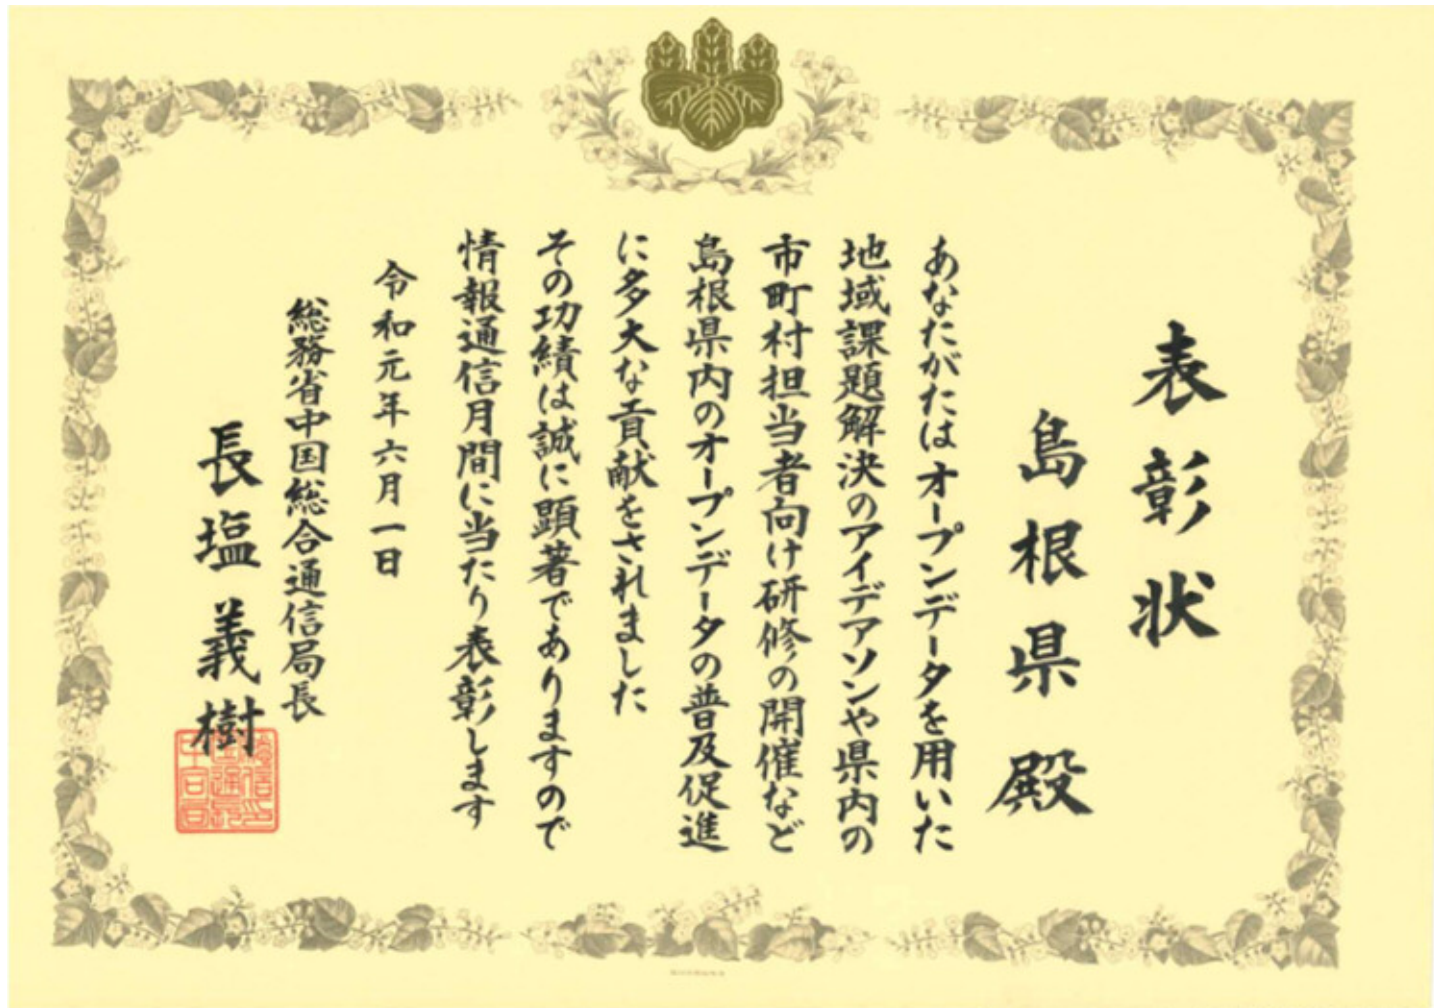 表彰状
島根県殿
あなたがたはオープンデータを用いた
地域課題解決のアイデアソンや県内の
市町村担当者向け研修の開催など
島根県内のオープンデータの普及促進
に多大な貢献をされました
その功績は誠に顕著でありますので
情報通信月間に当たり表彰します
令和元年六月一日
総務省中国総合通信局長
長塩義樹